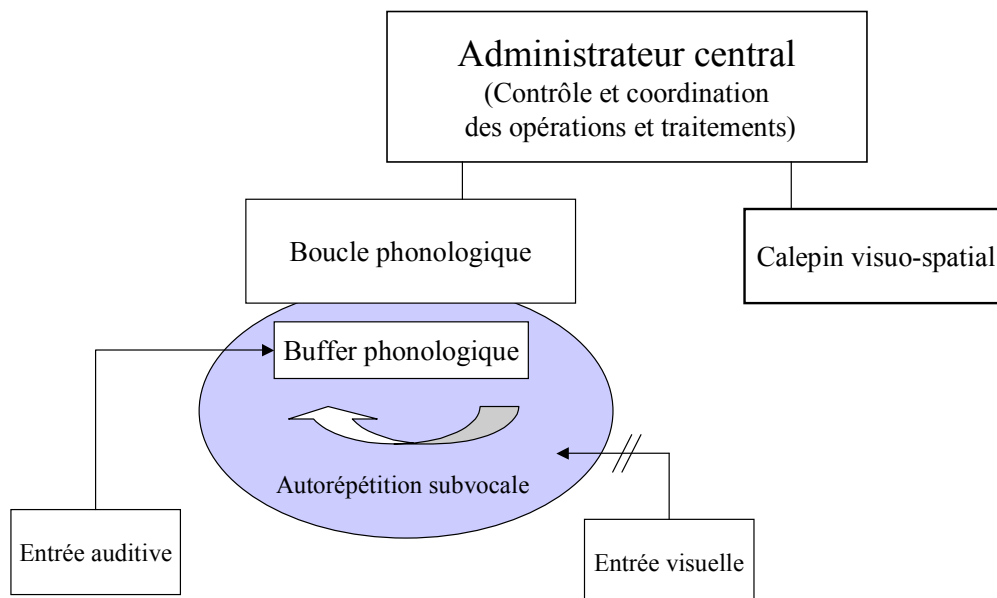 Administrateur central
(Contrôle et coordination
des opérations et traitements)
Boucle phonologique
Calepin visuo-spatial
Buffer phonologique
Autorépétition subvocale
Entrée auditive
Entrée visuelle